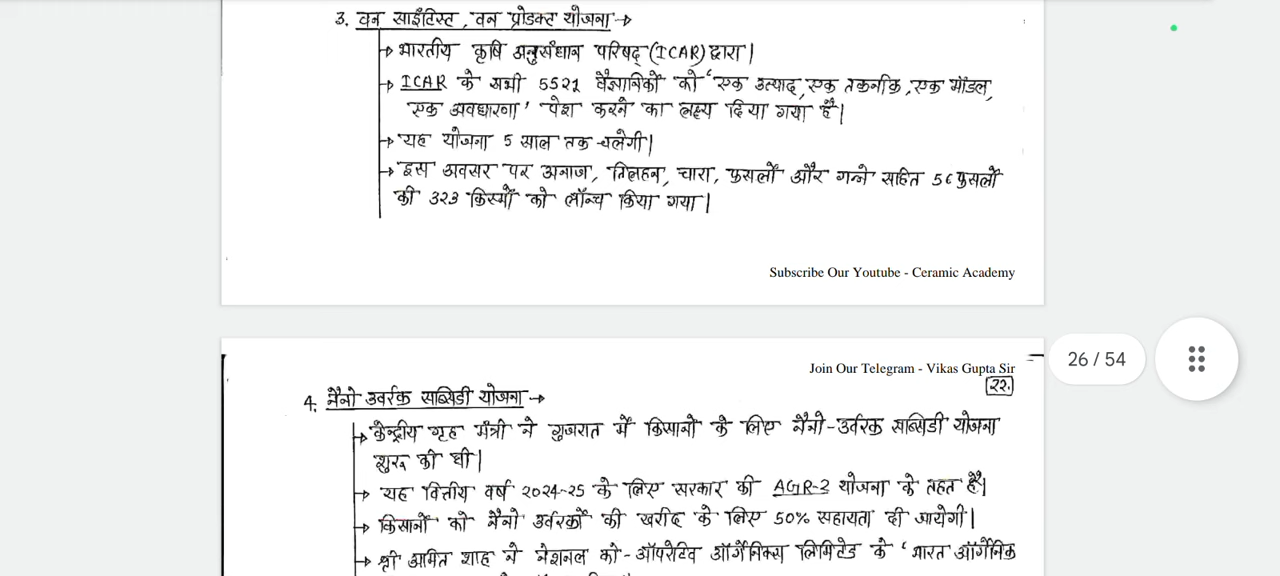 3. वन साइंटिस्ट, वन प्रोडक्ट योजना →
→ भारतीय कृषि अनुसंधान परिषद् (ICAR) द्वारा।
→ ICAR के सभी 5521 वैज्ञानिकों को 'एक उत्पाद, एक तकनीक, एक मॉडल,
एक अवधारणा' पेश करने का लक्ष्य दिया गया है।
→ यह योजना 5 साल तक चलेगी।
→ इस अवसर पर अनाज, तिलहन, चारा, फसलों और गन्ने सहित 56 फसलों
की 323 किस्मों को लॉन्च किया गया।
Subscribe Our Youtube - Ceramic Academy
26 / 54
Join Our Telegram - Vikas Gupta Sir
22.
4. नैनो उवर्रक सब्सिडी योजना →
→ केन्द्रीय गृह मंत्री ने गुजरात में किसानों के लिए नैनो-उर्वरक सब्सिडी योजना
शुरू की थी।
→ यह वित्तीय वर्ष 2024-25 के लिए सरकार की AGR-2 योजना के तहत है।
→ किसानों को नैनो उर्वरकों की खरीद के लिए 50% सहायता दी जायेगी।
→ श्री अमित शाह ने नेशनल को-ऑपरेटिव ऑर्गेनिक्स लिमिटेड के 'भारत ऑर्गेनिक